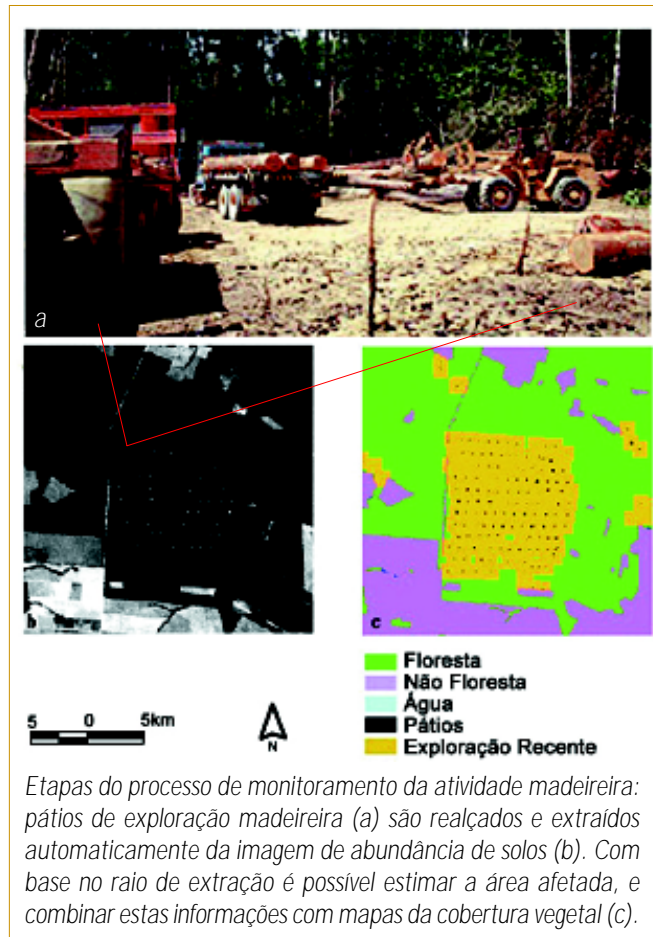 a
b
c
Floresta
Não Floresta
Água
Pátios
Exploração Recente
5 0 5km
N
Etapas do processo de monitoramento da atividade madeireira:
pátios de exploração madeireira (a) são realçados e extraídos
automaticamente da imagem de abundância de solos (b). Com
base no raio de extração é possível estimar a área afetada, e
combinar estas informações com mapas da cobertura vegetal (c).